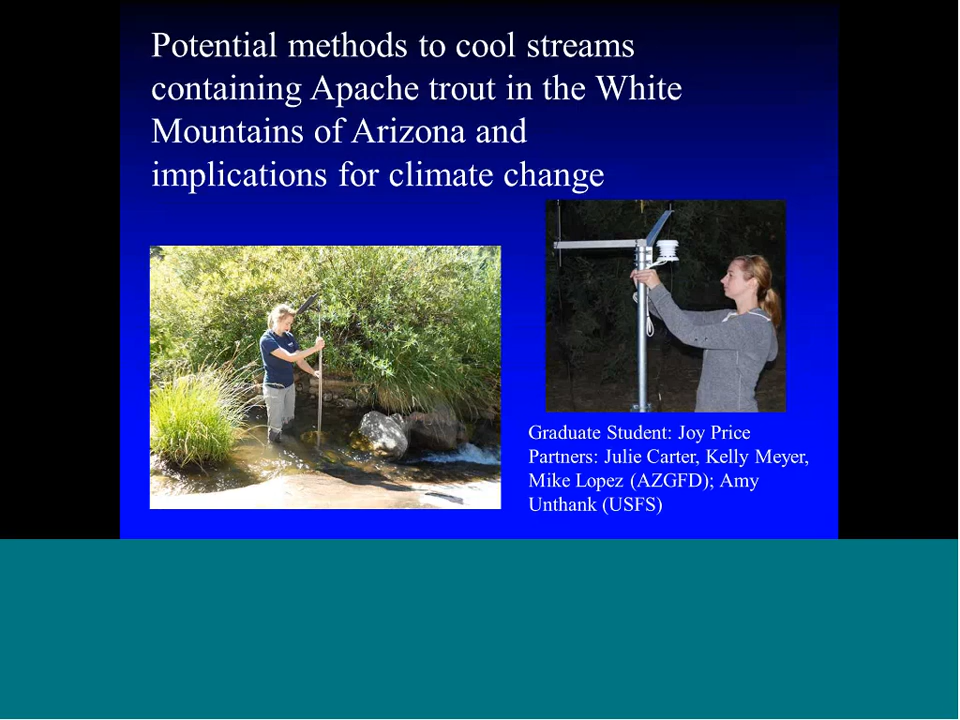 Potential methods to cool streams
containing Apache trout in the White
Mountains of Arizona and
implications for climate change
Graduate Student: Joy Price
Partners: Julie Carter, Kelly Meyer,
Mike Lopez (AZGFD); Amy
Unthank (USFS)